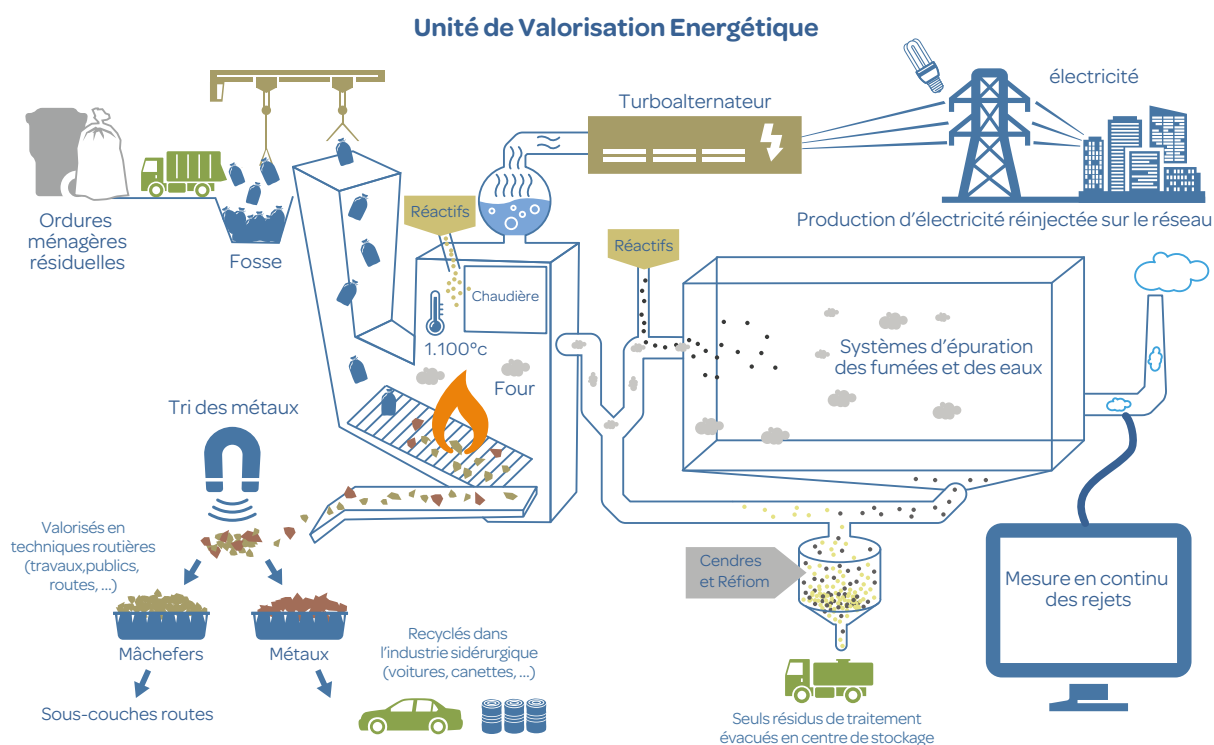 Unité de Valorisation Energétique
électricité
Turboalternateur
Production d'électricité réinjectée sur le réseau
Ordures
ménagères
résiduelles
Fosse
Réactifs
Réactifs
Chaudière
1.100°c
Four
Systèmes d'épuration
des fumées et des eaux
Tri des métaux
Valorisés en
techniques routières
(travaux,publics,
routes, ...)
Cendres
et Réfiom
Mesure en continu
des rejets
Mâchefers
Métaux
Recyclés dans
l'industrie sidérurgique
(voitures, canettes, ...)
Sous-couches routes
Seuls résidus de traitement
évacués en centre de stockage